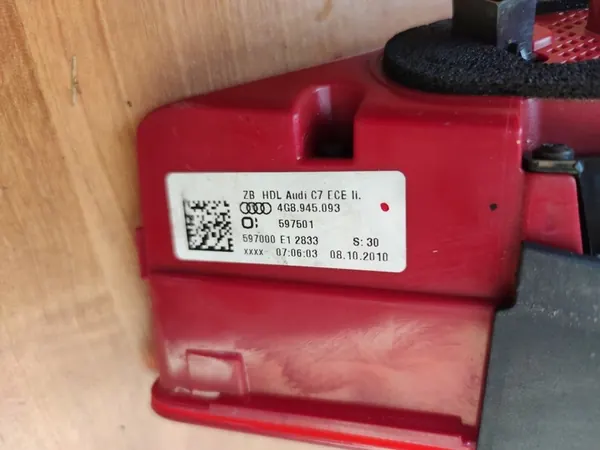 ZB HDL Audi C7 ECE li.
4G8.945.093
597501
597000 E1 2833 S: 30
xxxx 07:06:03 08.10.2010